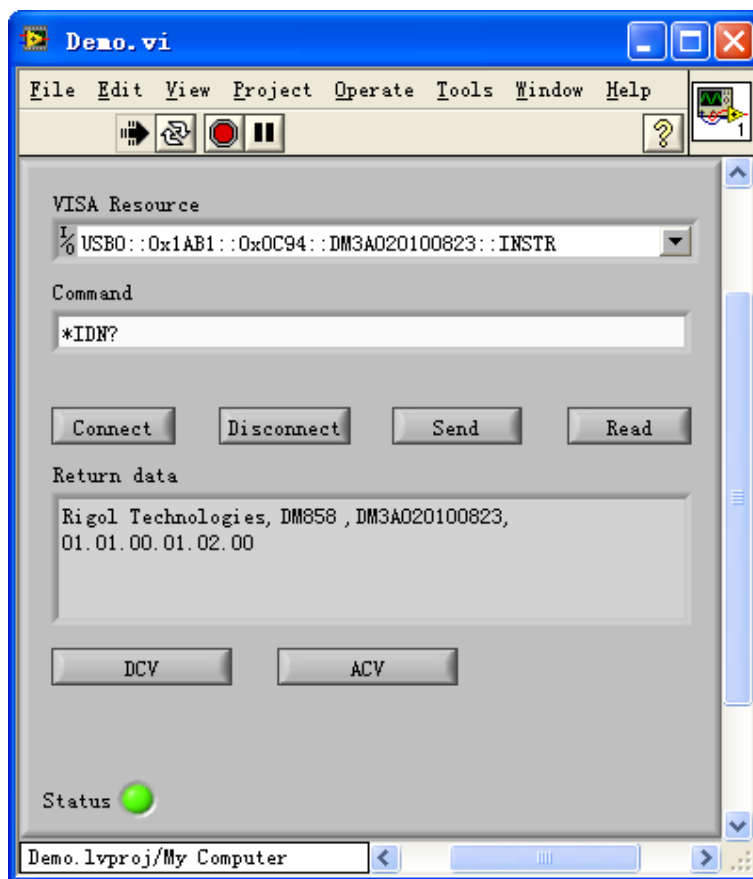 Demo.vi
File Edit View Project Operate Tools Window Help
?
1
VISA Resource
I/O USB0::0x1AB1::0x0C94::DM3A020100823::INSTR
Command
*IDN?
Connect Disconnect Send Read
Return data
Rigol Technologies, DM858 ,DM3A020100823,
01.01.00.01.02.00
DCV ACV
Status
Demo.lvproj/My Computer